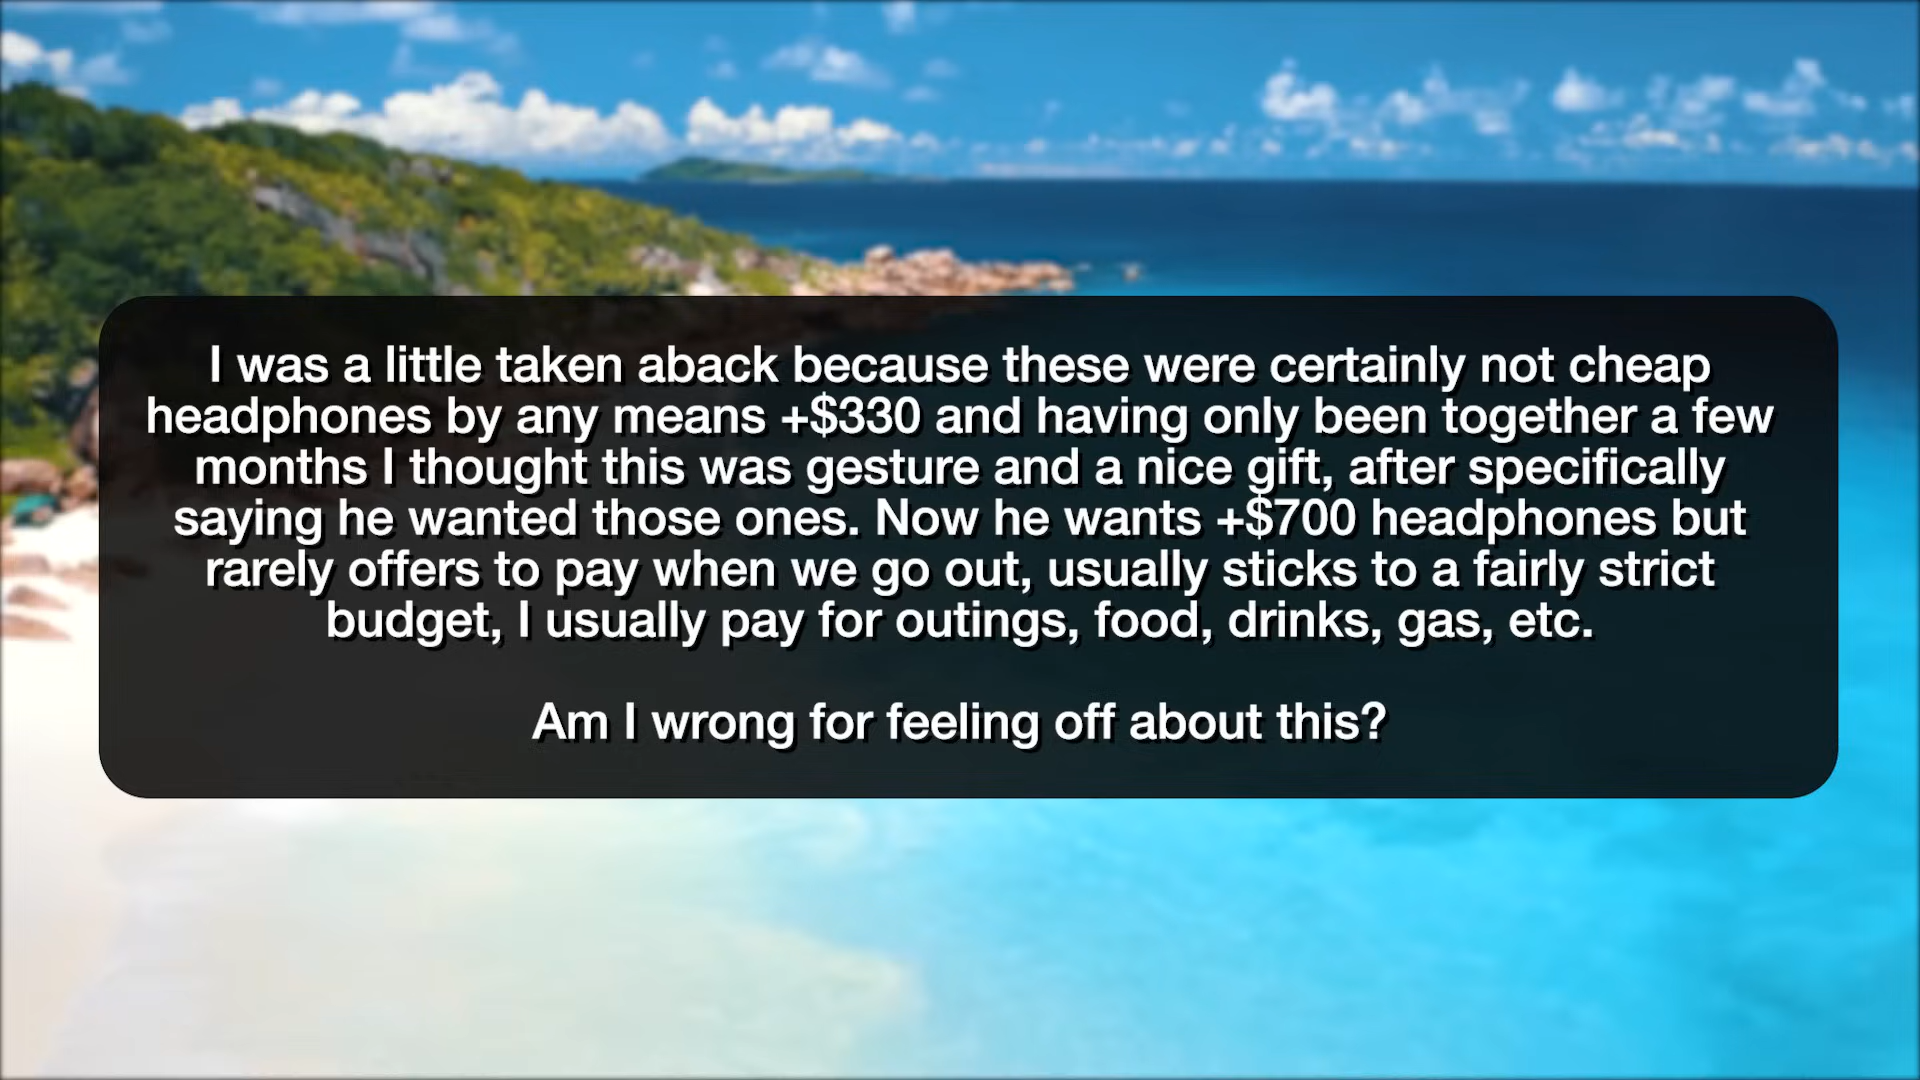 I was a little taken aback because these were certainly not cheap
headphones by any means +$330 and having only been together a few
months I thought this was gesture and a nice gift, after specifically
saying he wanted those ones. Now he wants +$700 headphones but
rarely offers to pay when we go out, usually sticks to a fairly strict
budget, I usually pay for outings, food, drinks, gas, etc.
Am I wrong for feeling off about this?